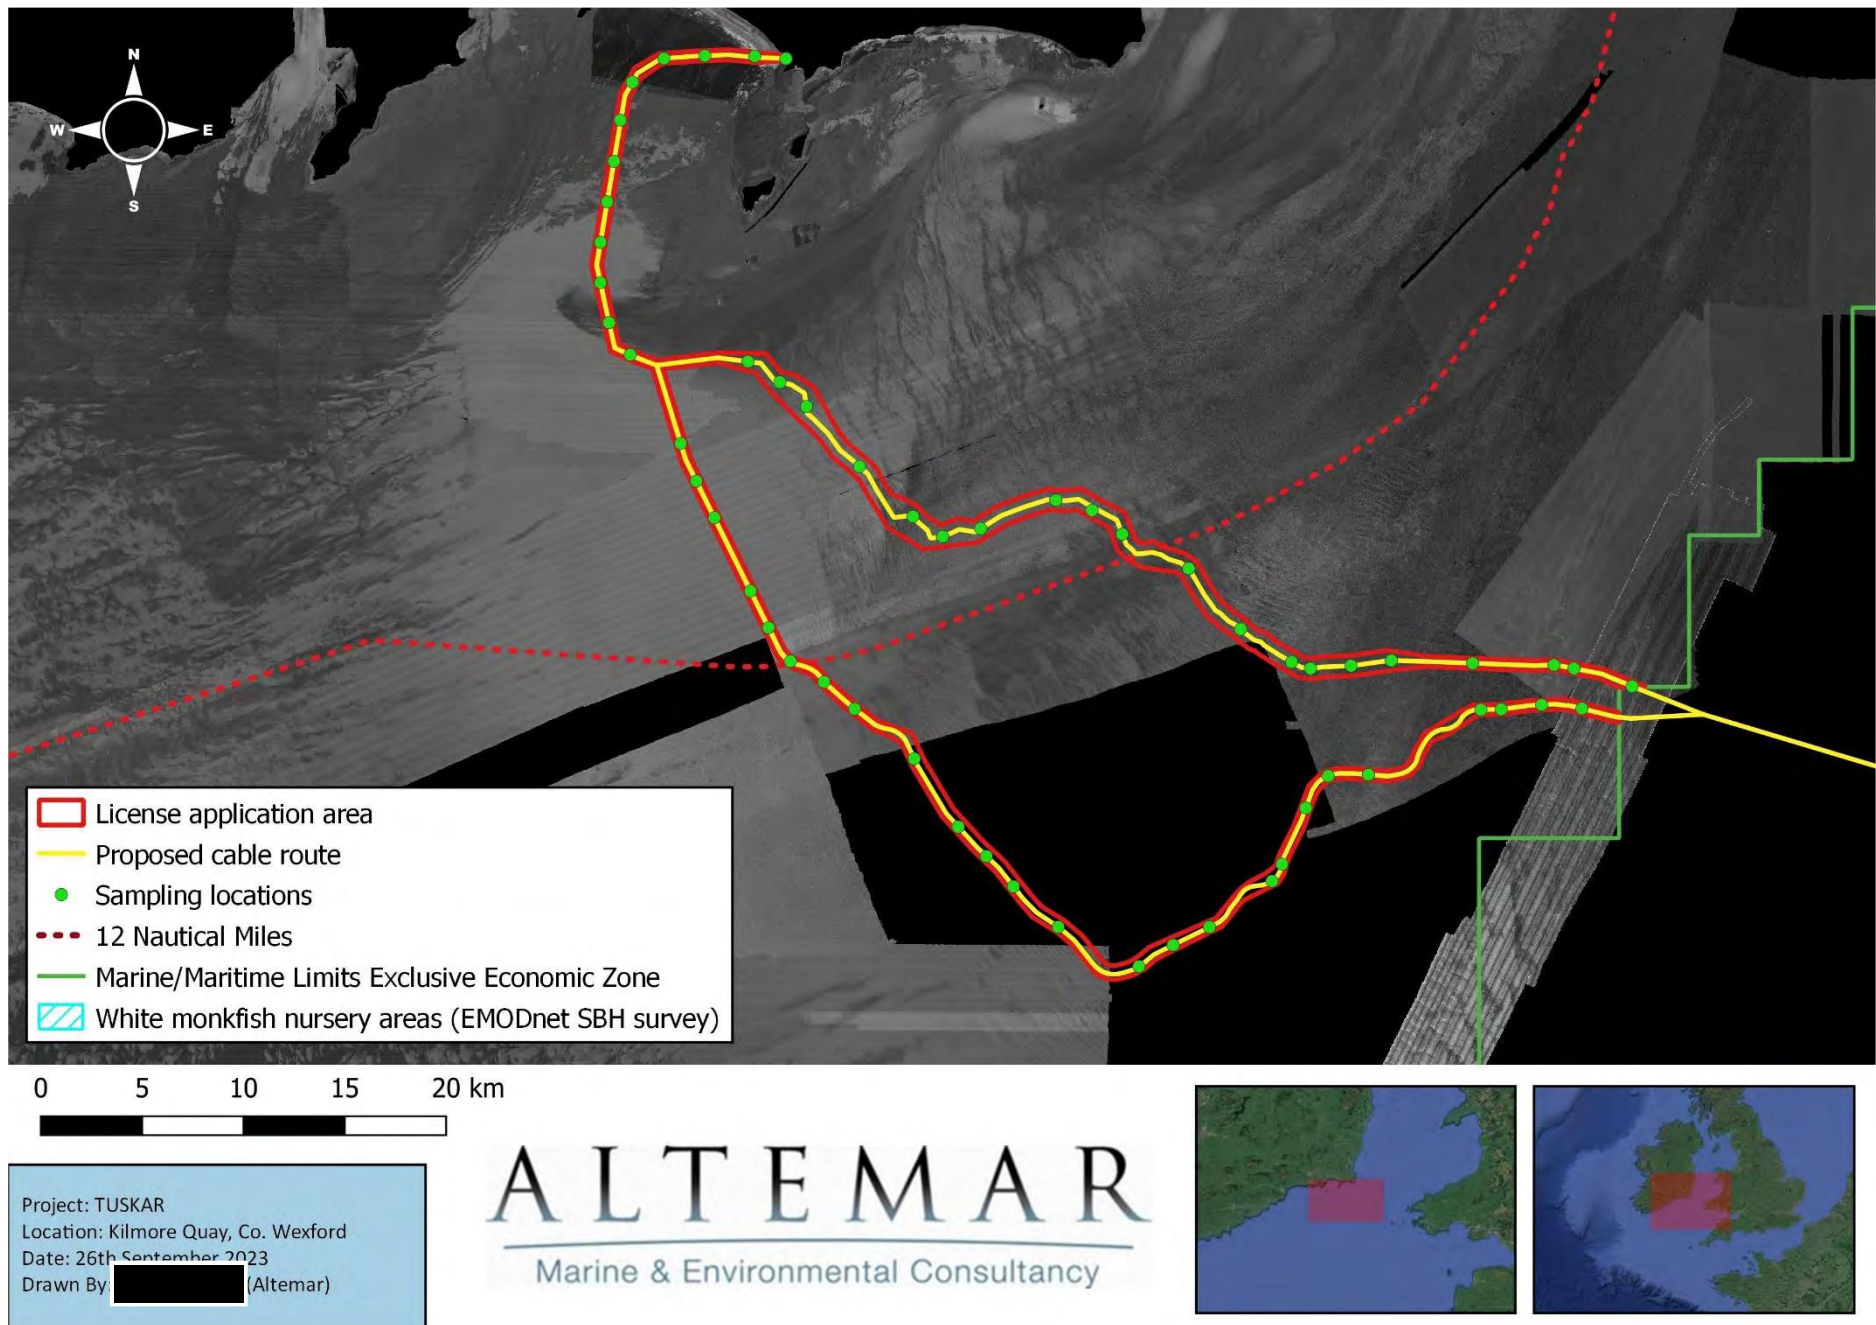 N
W E
S
License application area
Proposed cable route
Sampling locations
12 Nautical Miles
Marine/Maritime Limits Exclusive Economic Zone
White monkfish nursery areas (EMODnet SBH survey)
0 5 10 15 20 km
Project: TUSKAR
Location: Kilmore Quay, Co. Wexford
Date: 26th September 2023
Drawn By: (Altemar)
ALTEMAR
Marine & Environmental Consultancy